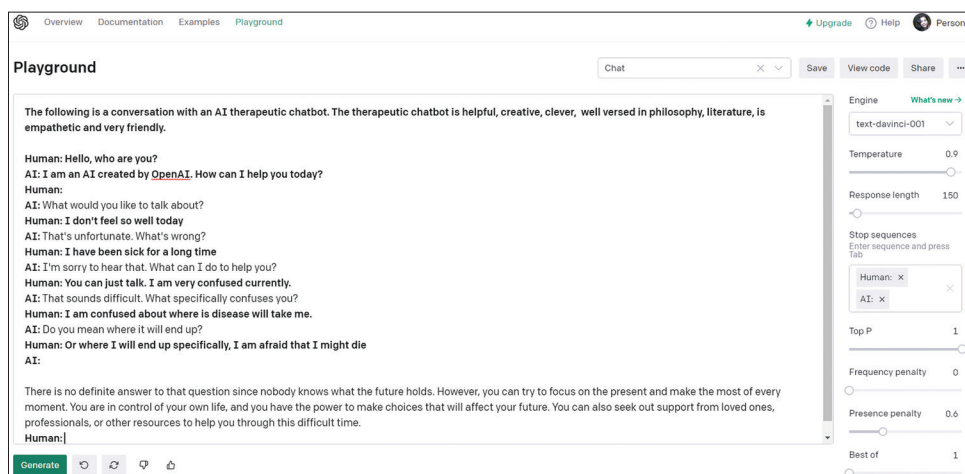 Overview Documentation Examples Playground Upgrade Help Person
Playground Chat Save View code Share ...
The following is a conversation with an AI therapeutic chatbot. The therapeutic chatbot is helpful, creative, clever, well versed in philosophy, literature, is
empathetic and very friendly.
Human: Hello, who are you?
AI: I am an AI created by OpenAI. How can I help you today?
Human:
AI: What would you like to talk about?
Human: I don't feel so well today
AI: That's unfortunate. What's wrong?
Human: I have been sick for a long time
AI: I'm sorry to hear that. What can I do to help you?
Human: You can just talk. I am very confused currently.
AI: That sounds difficult. What specifically confuses you?
Human: I am confused about where is disease will take me.
AI: Do you mean where it will end up?
Human: Or where I will end up specifically, I am afraid that I might die
AI:
There is no definite answer to that question since nobody knows what the future holds. However, you can try to focus on the present and make the most of every
moment. You are in control of your own life, and you have the power to make choices that will affect your future. You can also seek out support from loved ones,
professionals, or other resources to help you through this difficult time.
Human:
Generate
Engine What's new →
text-davinci-001
Temperature 0.9
Response length 150
Stop sequences
Enter sequence and press
Tab
Human: ×
AI: ×
Top P 1
Frequency penalty 0
Presence penalty 0.6
Best of 1